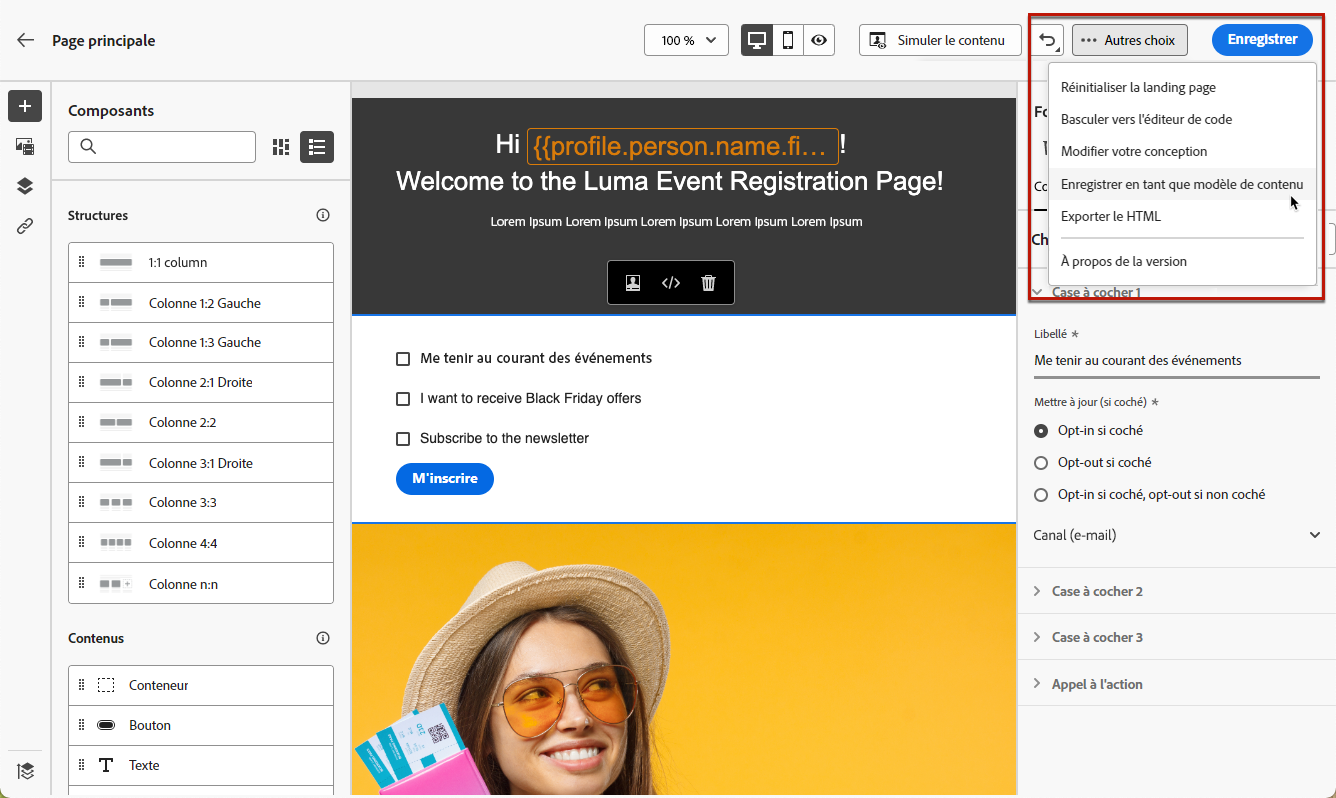 Page principale
100 %
Simuler le contenu
Autres choix
Enregistrer
Réinitialiser la landing page
Basculer vers l'éditeur de code
Modifier votre conception
Enregistrer en tant que modèle de contenu
Exporter le HTML
À propos de la version
Composants
Structures
1:1 column
Colonne 1:2 Gauche
Colonne 1:3 Gauche
Colonne 2:1 Droite
Colonne 2:2
Colonne 3:1 Droite
Colonne 3:3
Colonne 4:4
Colonne n:n
Contenus
Conteneur
Bouton
Texte
Hi {{profile.person.name.fi… !
Welcome to the Luma Event Registration Page!
Lorem Ipsum Lorem Ipsum Lorem Ipsum Lorem Ipsum Lorem Ipsum
Me tenir au courant des événements
I want to receive Black Friday offers
Subscribe to the newsletter
M'inscrire
Fo
Co
Ch
Case à cocher 1
Libellé *
Me tenir au courant des événements
Mettre à jour (si coché) *
Opt-in si coché
Opt-out si coché
Opt-in si coché, opt-out si non coché
Canal (e-mail)
Case à cocher 2
Case à cocher 3
Appel à l'action